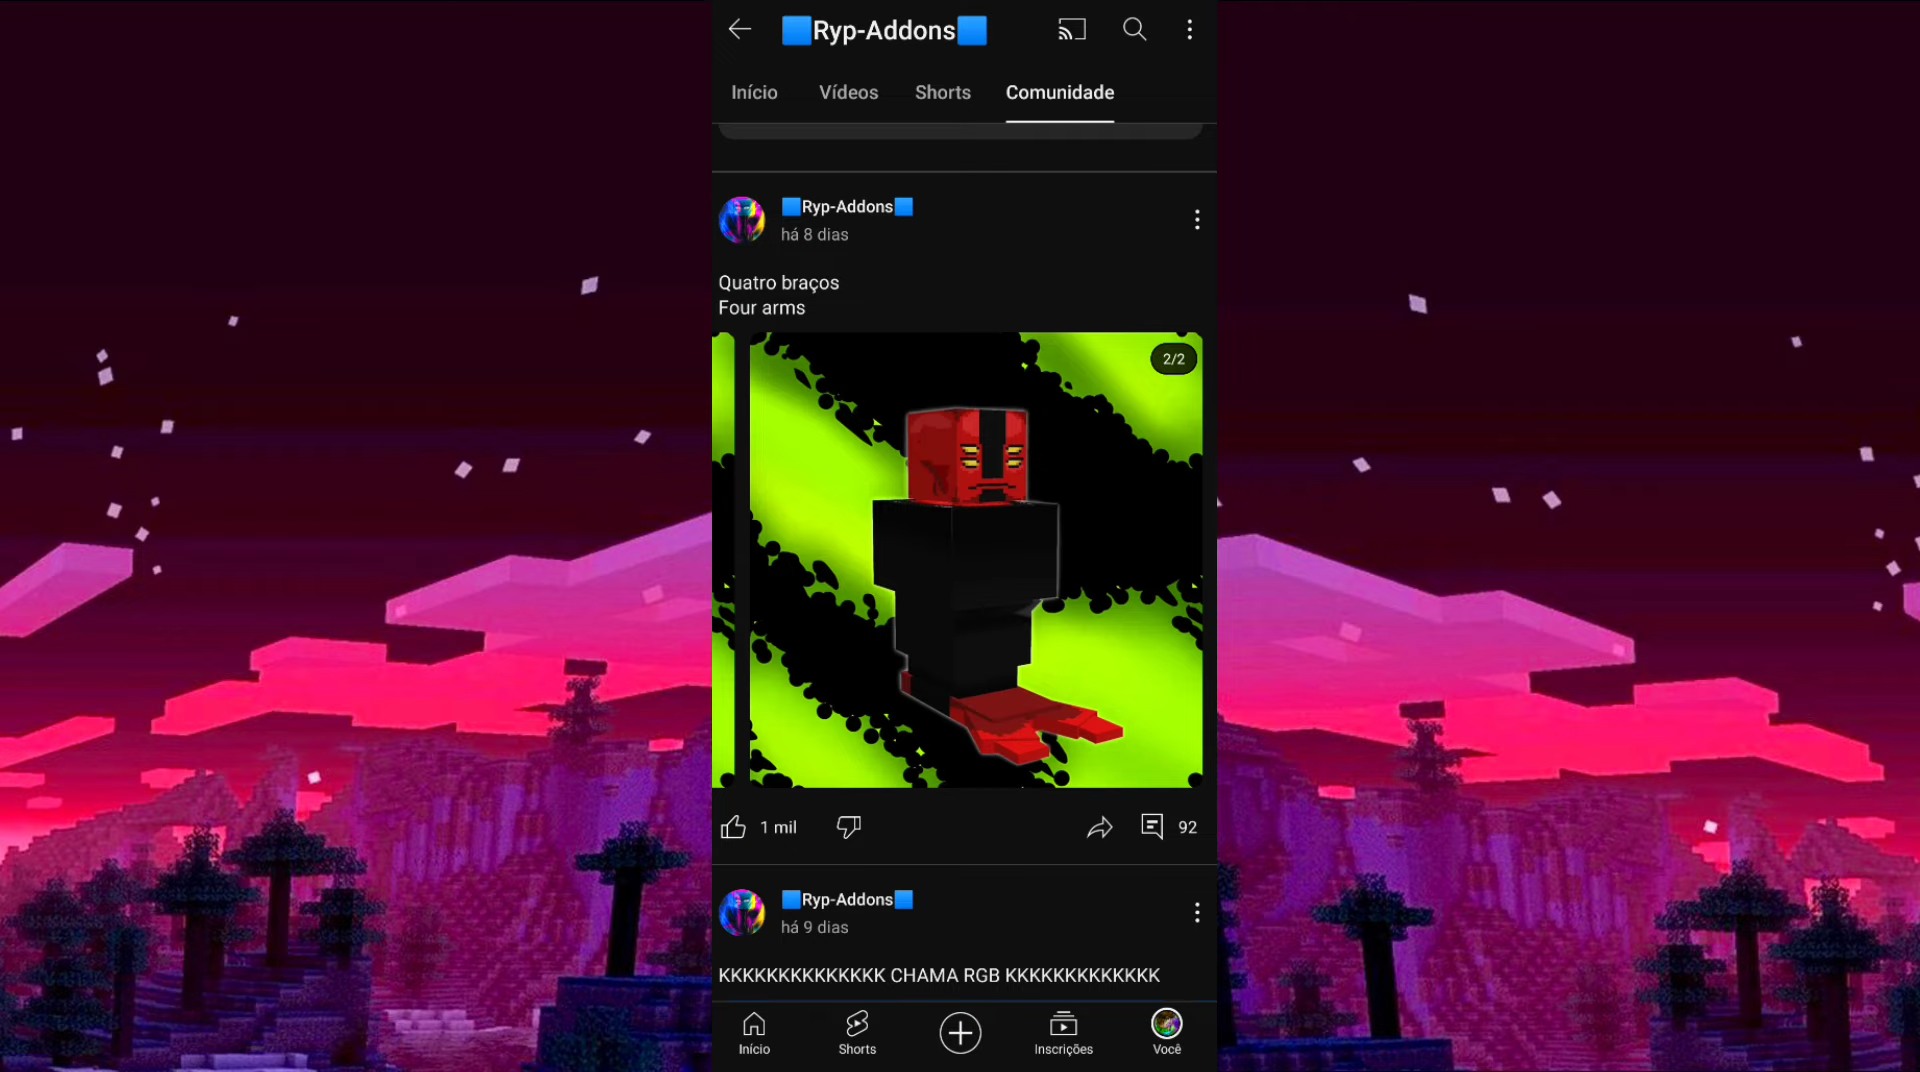 🟦Ryp-Addons🟦
Início Vídeos Shorts Comunidade
🟦Ryp-Addons🟦
há 8 dias
Quatro braços
Four arms
2/2
1 mil
92
🟦Ryp-Addons🟦
há 9 dias
KKKKKKKKKKKKKK CHAMA RGB KKKKKKKKKKKKK
Início Shorts Inscrições Você